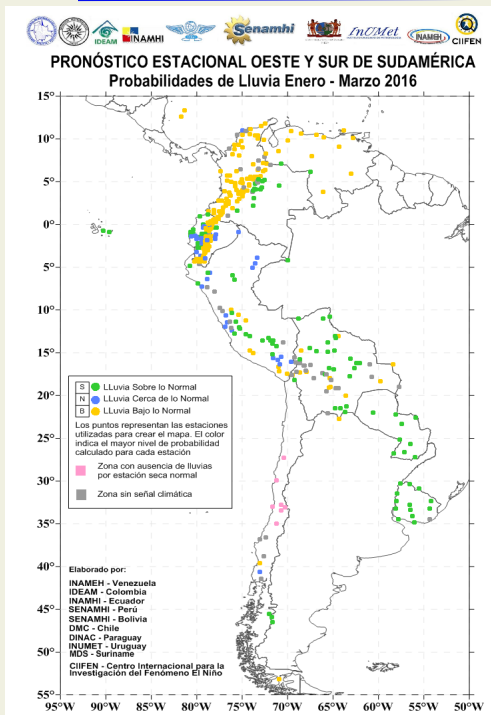 IDEAM
INAMHI
Senamhi
InUMet
INAMEH
CIIFEN
PRONÓSTICO ESTACIONAL OESTE Y SUR DE SUDAMÉRICA
Probabilidades de Lluvia Enero - Marzo 2016
15°
10°
5°
0°
5°
10°
15°
20°
25°
30°
35°
40°
45°
50°
55°
S LLuvia Sobre lo Normal
N LLuvia Cerca de lo Normal
B LLuvia Bajo lo Normal
Los puntos representan las estaciones
utilizadas para crear el mapa. El color
indica el mayor nivel de probabilidad
calculado para cada estación
Zona con ausencia de lluvias
por estación seca normal
Zona sin señal climática
Elaborado por:
INAMEH - Venezuela
IDEAM - Colombia
INAMHI - Ecuador
SENAMHI - Perú
SENAMHI - Bolivia
DMC - Chile
DINAC - Paraguay
INUMET - Uruguay
MDS - Suriname
CIIFEN - Centro Internacional para la
Investigación del Fenómeno El Niño
95°W 90°W 85°W 80°W 75°W 70°W 65°W 60°W 55°W 50°W